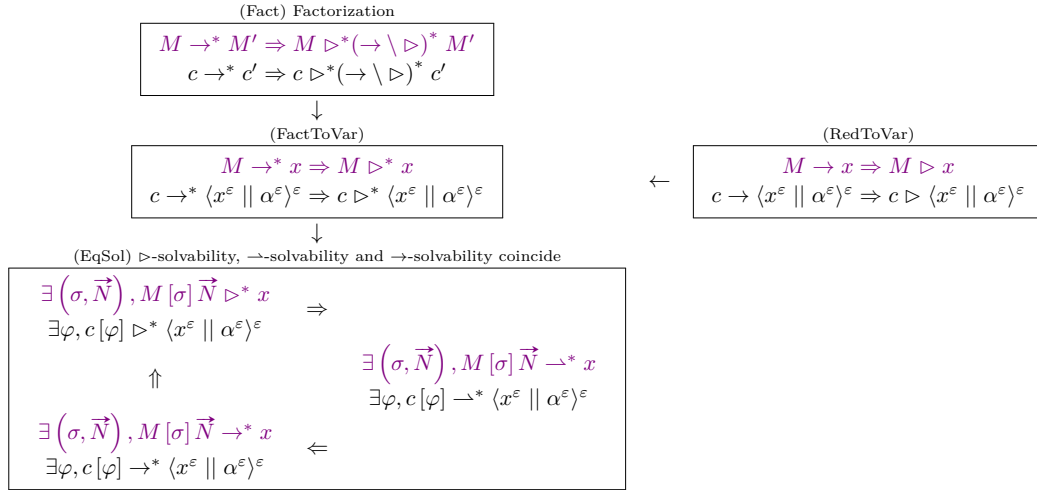 (Fact) Factorization
M →* M′ ⇒ M ▷*(→ \ ▷)* M′
c →* c′ ⇒ c ▷*(→ \ ▷)* c′
↓
(FactToVar)
M →* x ⇒ M ▷* x
c →* ⟨x^ε || α^ε⟩^ε ⇒ c ▷* ⟨x^ε || α^ε⟩^ε
←
(RedToVar)
M → x ⇒ M ▷ x
c → ⟨x^ε || α^ε⟩^ε ⇒ c ▷ ⟨x^ε || α^ε⟩^ε
↓
(EqSol) ▷-solvability, ⇀-solvability and →-solvability coincide
∃ (σ, N⃗) , M [σ] N⃗ ▷* x
∃φ, c [φ] ▷* ⟨x^ε || α^ε⟩^ε
⇒
∃ (σ, N⃗) , M [σ] N⃗ ⇀* x
∃φ, c [φ] ⇀* ⟨x^ε || α^ε⟩^ε
⇑
∃ (σ, N⃗) , M [σ] N⃗ →* x
∃φ, c [φ] →* ⟨x^ε || α^ε⟩^ε
⇐